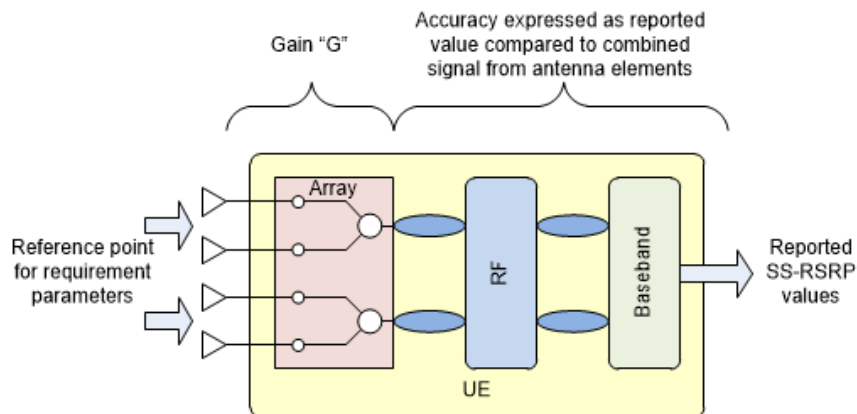 Gain “G”
Accuracy expressed as reported
value compared to combined
signal from antenna elements
Array
Reference point
for requirement
parameters
RF
Baseband
Reported
SS-RSRP
values
UE